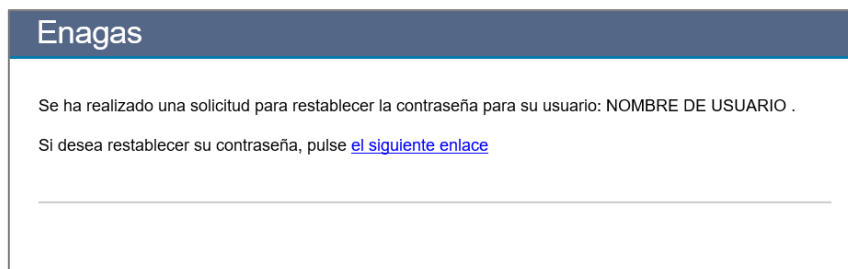 Enagas
Se ha realizado una solicitud para restablecer la contraseña para su usuario: NOMBRE DE USUARIO .
Si desea restablecer su contraseña, pulse el siguiente enlace